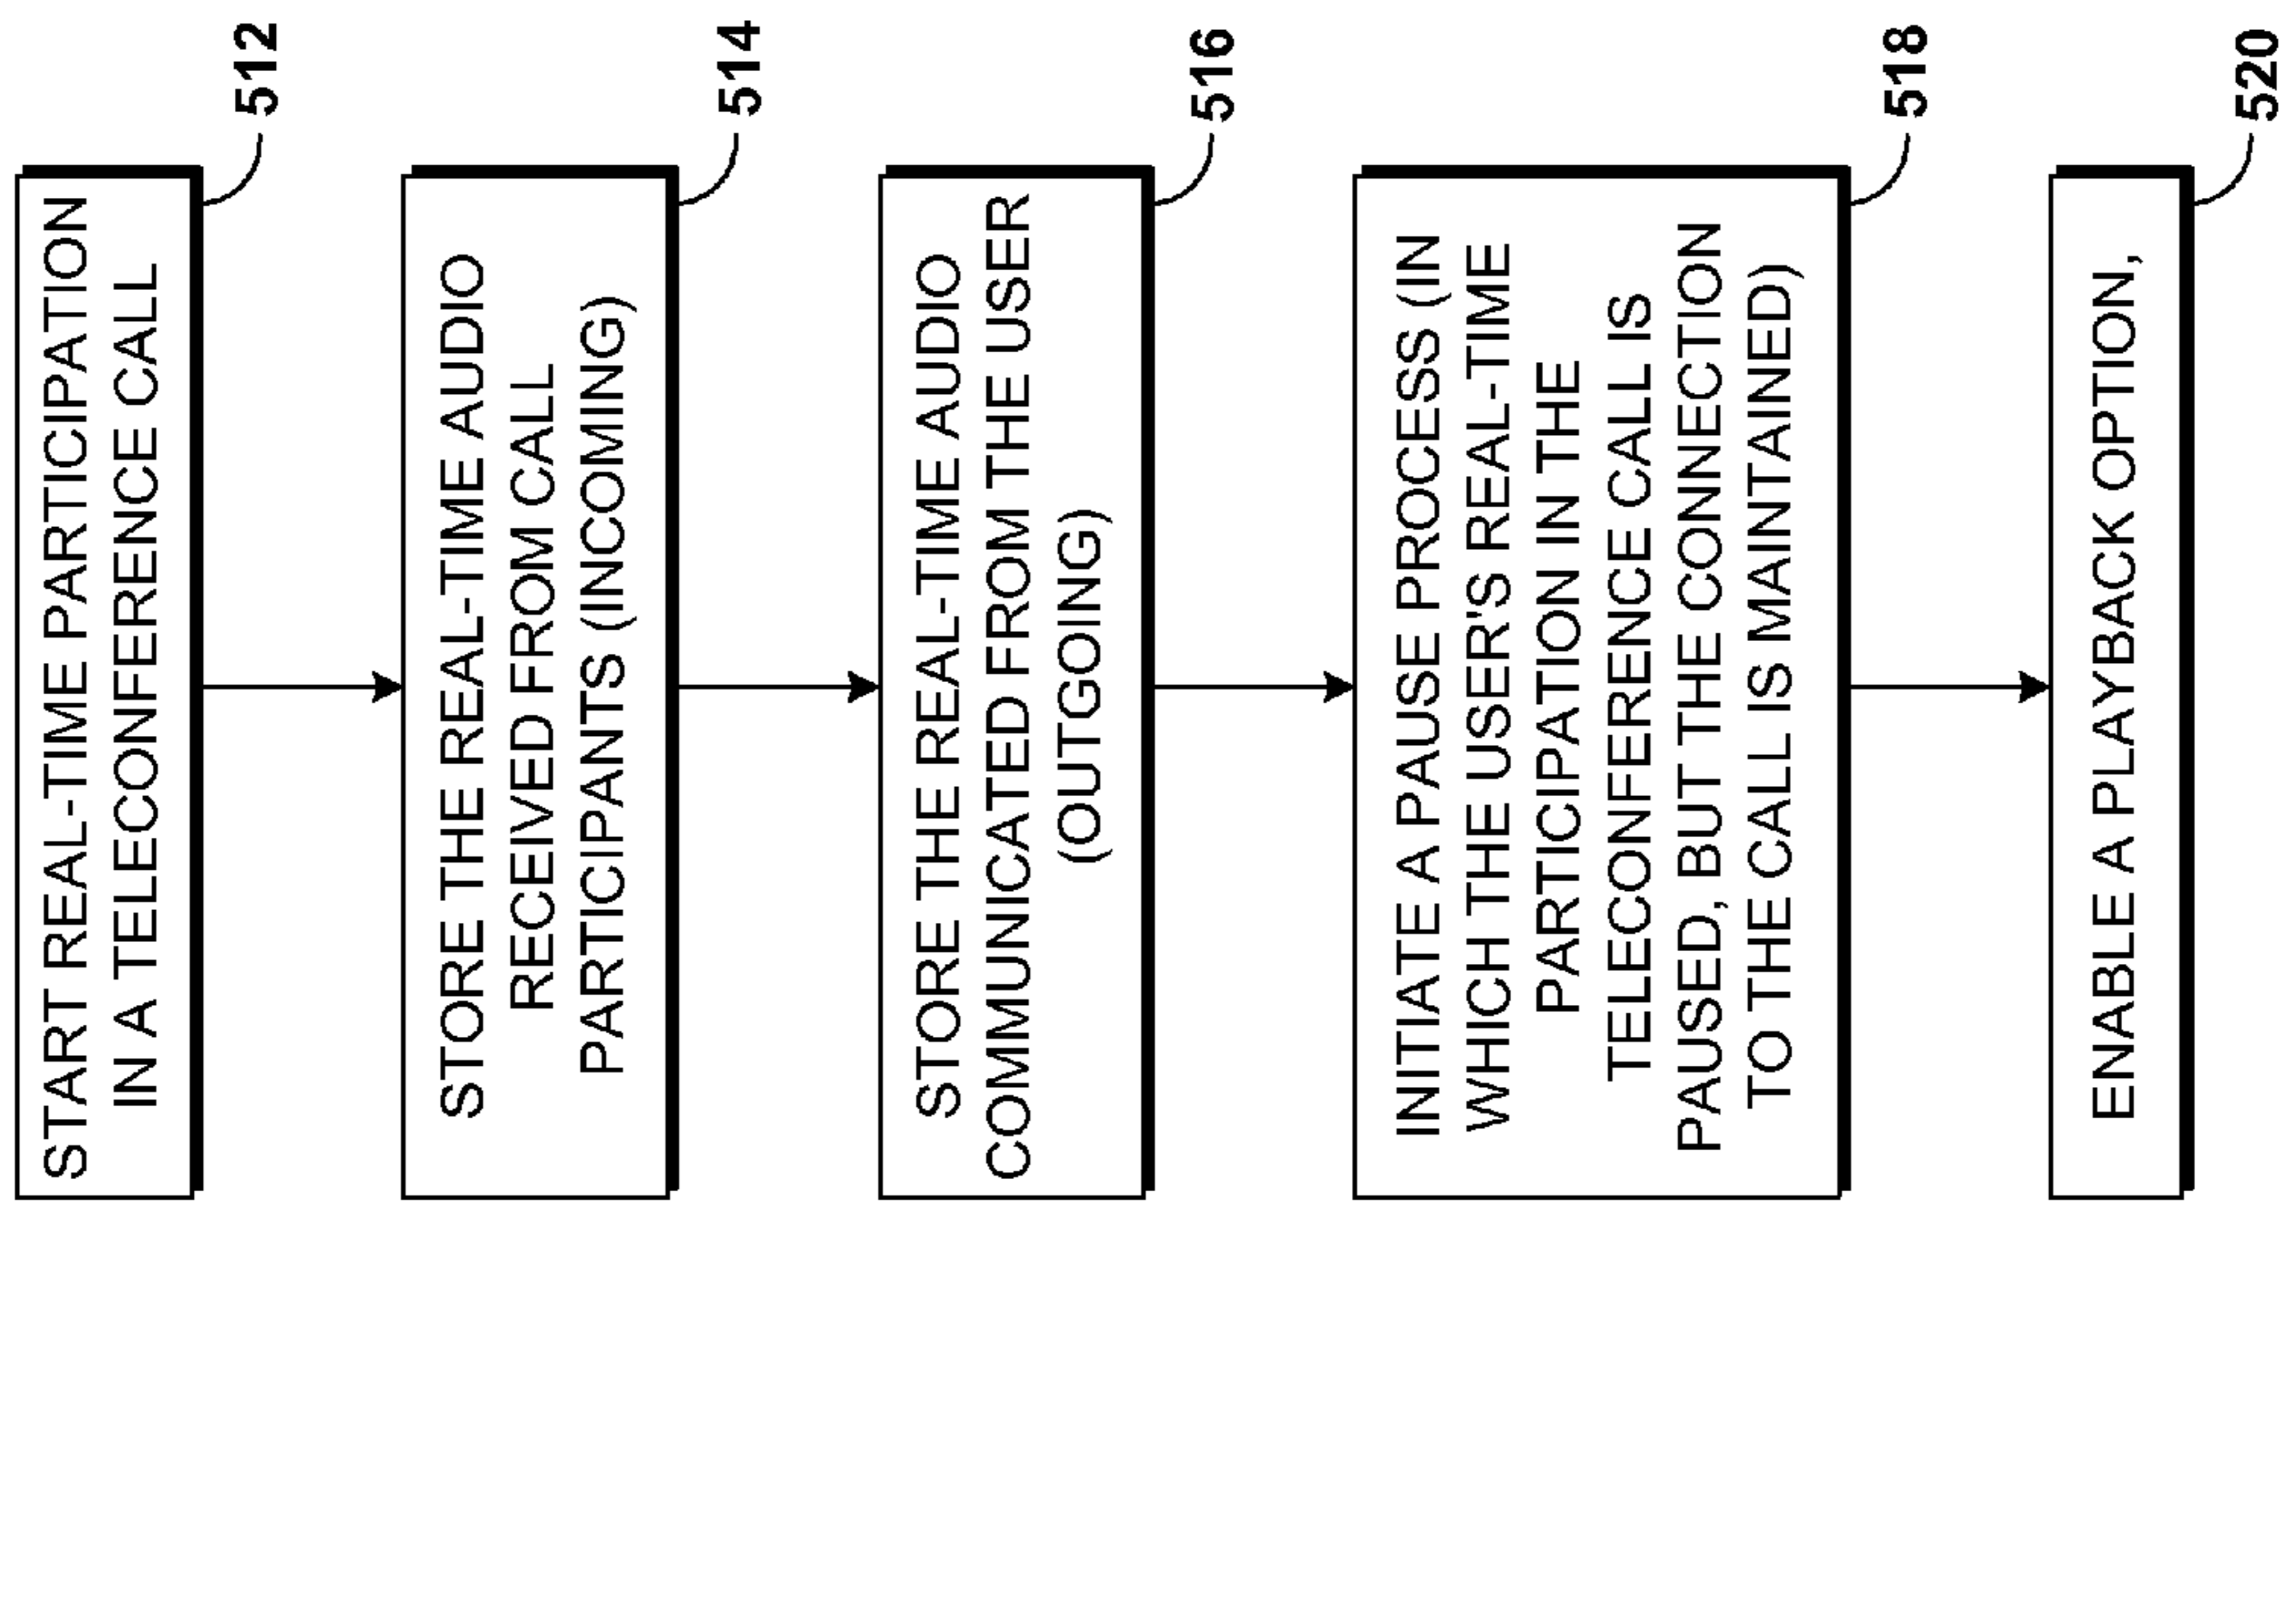 START REAL-TIME PARTICIPATION
IN A TELECONFERENCE CALL
512
STORE THE REAL-TIME AUDIO
RECEIVED FROM CALL
PARTICIPANTS (INCOMING)
514
STORE THE REAL-TIME AUDIO
COMMUNICATED FROM THE USER
(OUTGOING)
516
INITIATE A PAUSE PROCESS (IN
WHICH THE USER'S REAL-TIME
PARTICIPATION IN THE
TELECONFERENCE CALL IS
PAUSED, BUT THE CONNECTION
TO THE CALL IS MAINTAINED)
518
ENABLE A PLAYBACK OPTION,
520